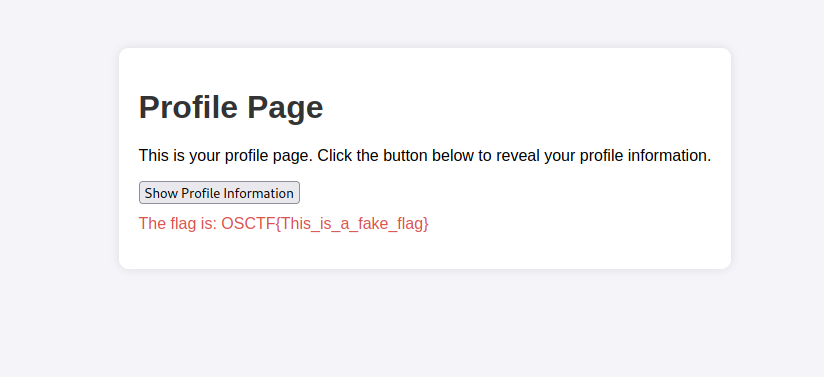 Profile Page
This is your profile page. Click the button below to reveal your profile information.
Show Profile Information
The flag is: OSCTF{This_is_a_fake_flag}